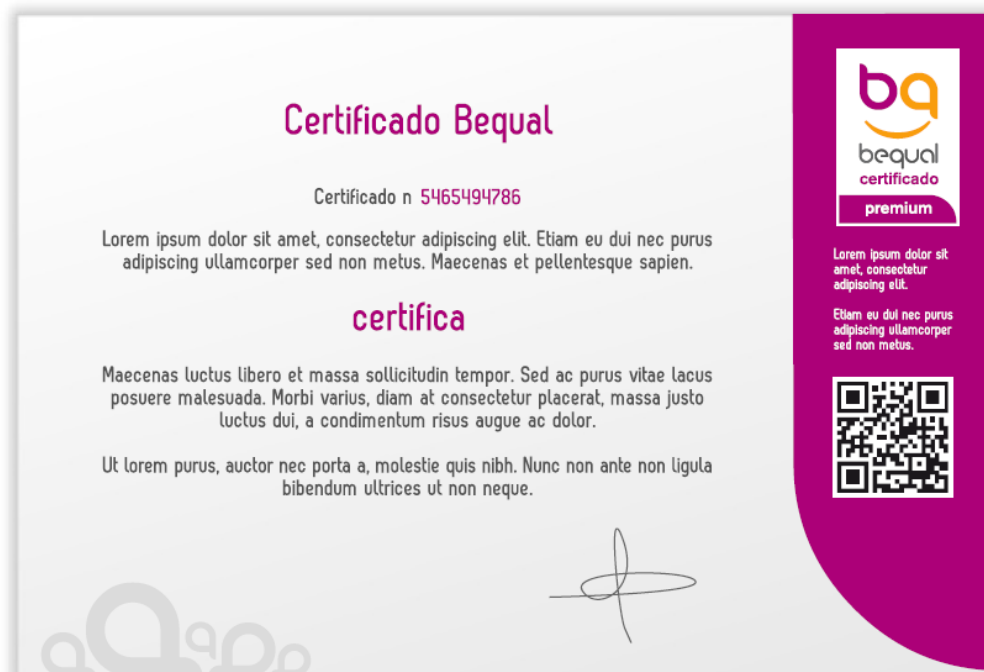 Certificado Bequal
Certificado n 5465494786
Lorem ipsum dolor sit amet, consectetur adipiscing elit. Etiam eu dui nec purus
adipiscing ullamcorper sed non metus. Maecenas et pellentesque sapien.
certifica
Maecenas luctus libero et massa sollicitudin tempor. Sed ac purus vitae lacus
posuere malesuada. Morbi varius, diam at consectetur placerat, massa justo
luctus dui, a condimentum risus augue ac dolor.
Ut lorem purus, auctor nec porta a, molestie quis nibh. Nunc non ante non ligula
bibendum ultrices ut non neque.
bq
bequal
certificado
premium
Lorem ipsum dolor sit
amet, consectetur
adipiscing elit.
Etiam eu dui nec purus
adipiscing ullamcorper
sed non metus.